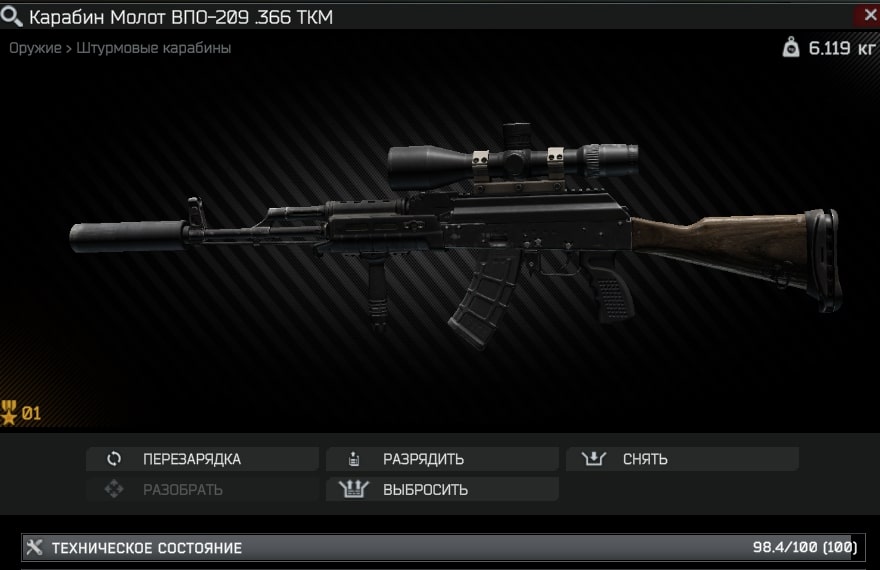 Карабин Молот ВПО-209 .366 ТКМ
Оружие > Штурмовые карабины
6.119 кг
01
ПЕРЕЗАРЯДКА
РАЗРЯДИТЬ
СНЯТЬ
РАЗОБРАТЬ
ВЫБРОСИТЬ
ТЕХНИЧЕСКОЕ СОСТОЯНИЕ
98.4/100 (100)